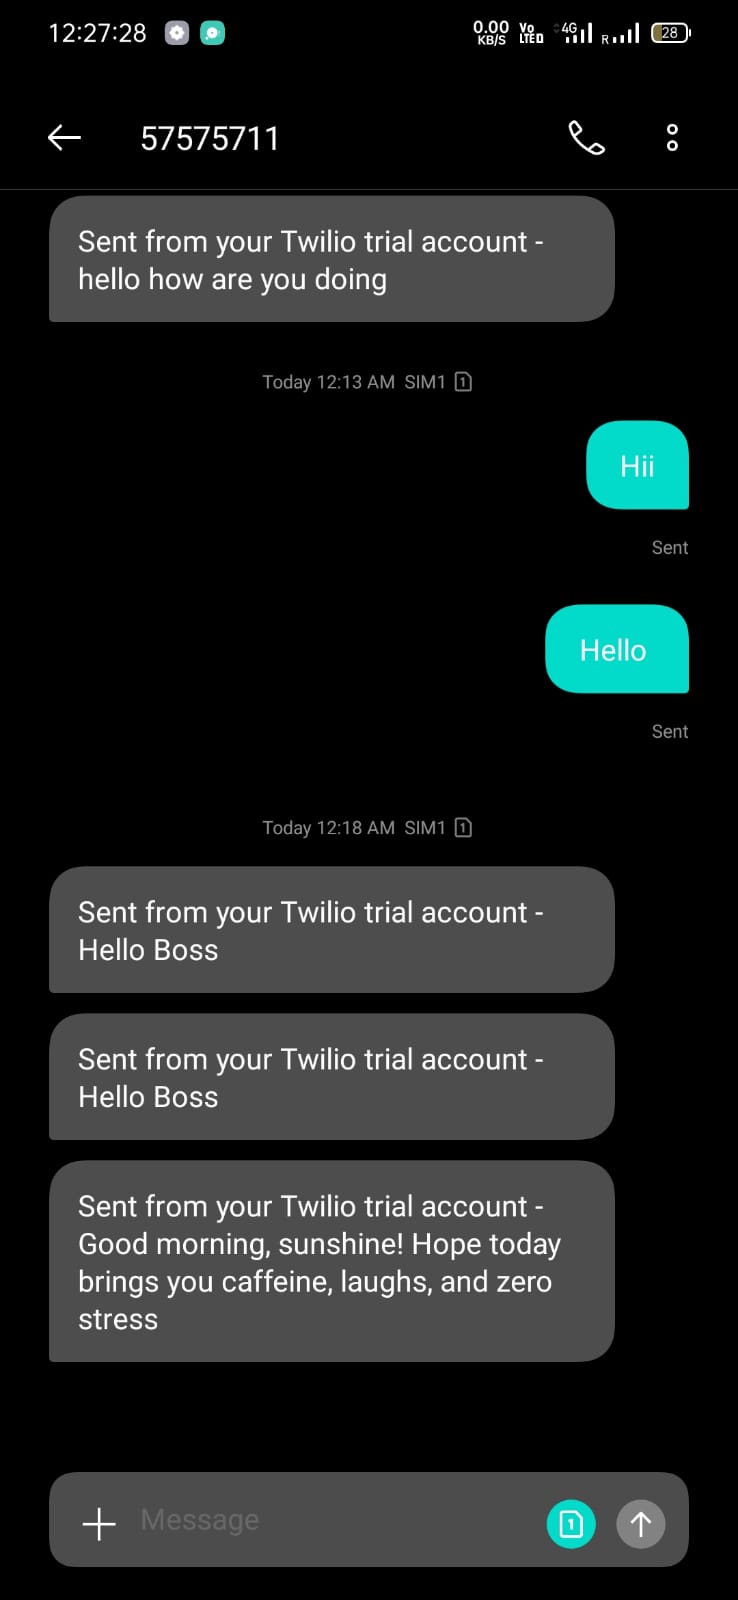 12:27:28 0.00 KB/S Vo LTE 4G R 28
57575711
Sent from your Twilio trial account -
hello how are you doing
Today 12:13 AM SIM1 1
Hii
Sent
Hello
Sent
Today 12:18 AM SIM1 1
Sent from your Twilio trial account -
Hello Boss
Sent from your Twilio trial account -
Hello Boss
Sent from your Twilio trial account -
Good morning, sunshine! Hope today
brings you caffeine, laughs, and zero
stress
Message 1